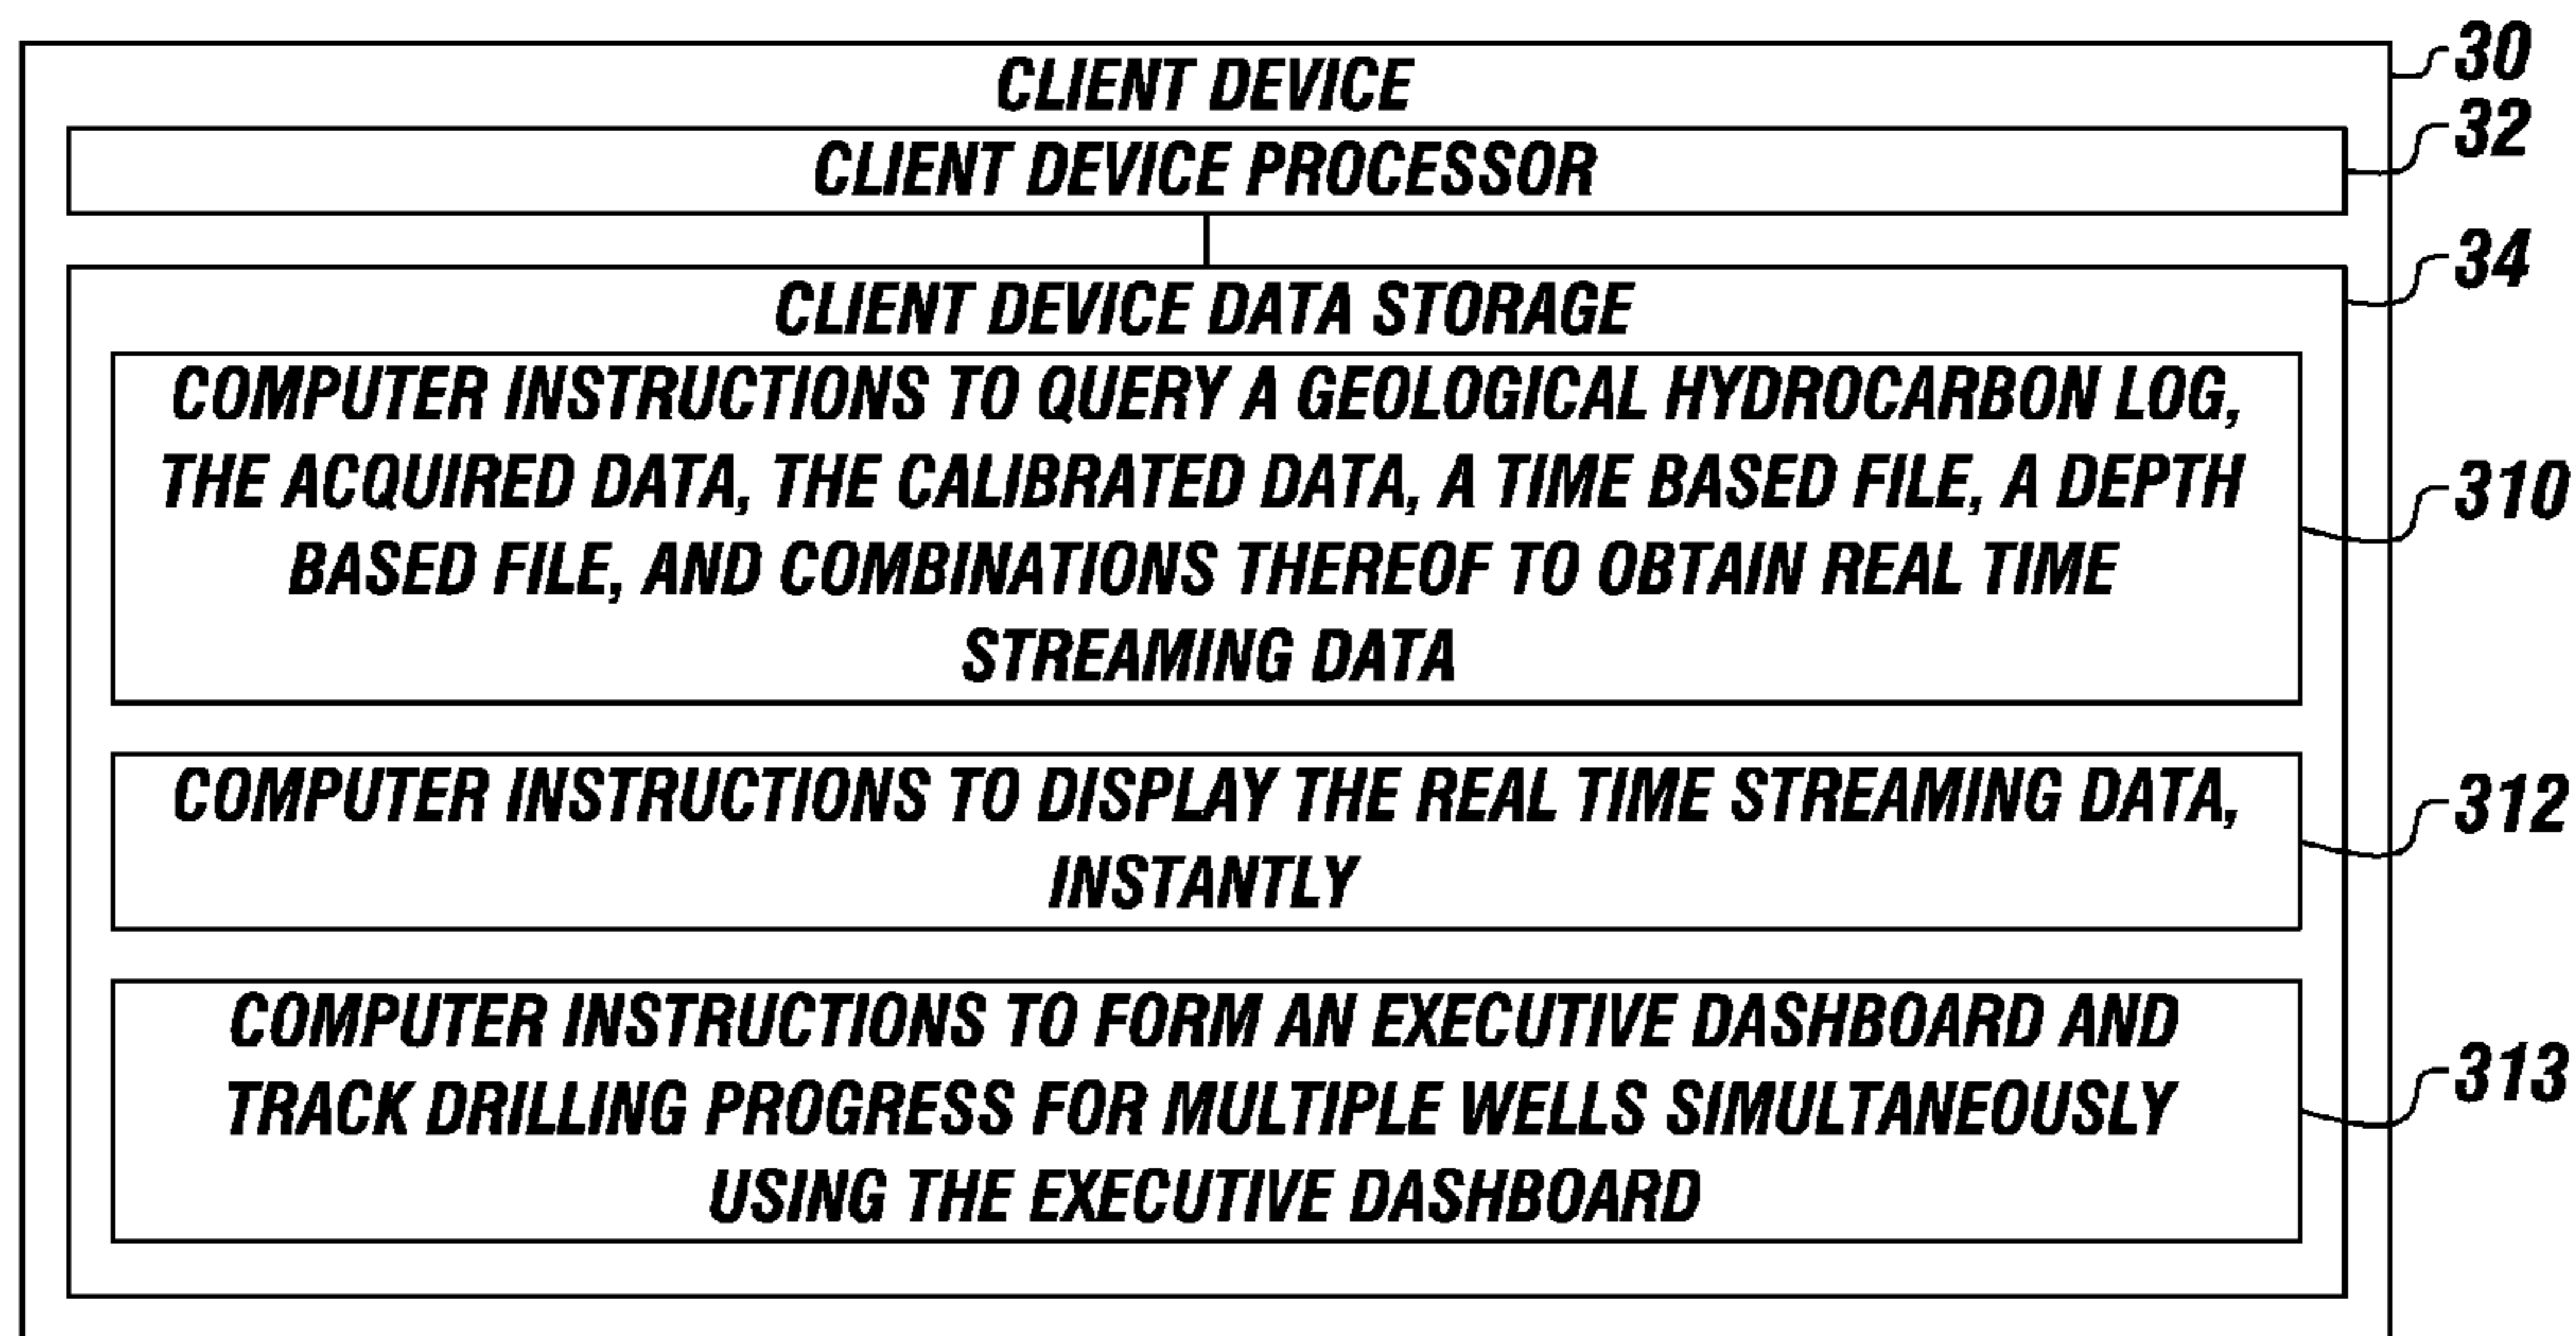 CLIENT DEVICE
30
CLIENT DEVICE PROCESSOR
32
CLIENT DEVICE DATA STORAGE
34
COMPUTER INSTRUCTIONS TO QUERY A GEOLOGICAL HYDROCARBON LOG,
THE ACQUIRED DATA, THE CALIBRATED DATA, A TIME BASED FILE, A DEPTH
BASED FILE, AND COMBINATIONS THEREOF TO OBTAIN REAL TIME
STREAMING DATA
310
COMPUTER INSTRUCTIONS TO DISPLAY THE REAL TIME STREAMING DATA,
INSTANTLY
312
COMPUTER INSTRUCTIONS TO FORM AN EXECUTIVE DASHBOARD AND
TRACK DRILLING PROGRESS FOR MULTIPLE WELLS SIMULTANEOUSLY
USING THE EXECUTIVE DASHBOARD
313